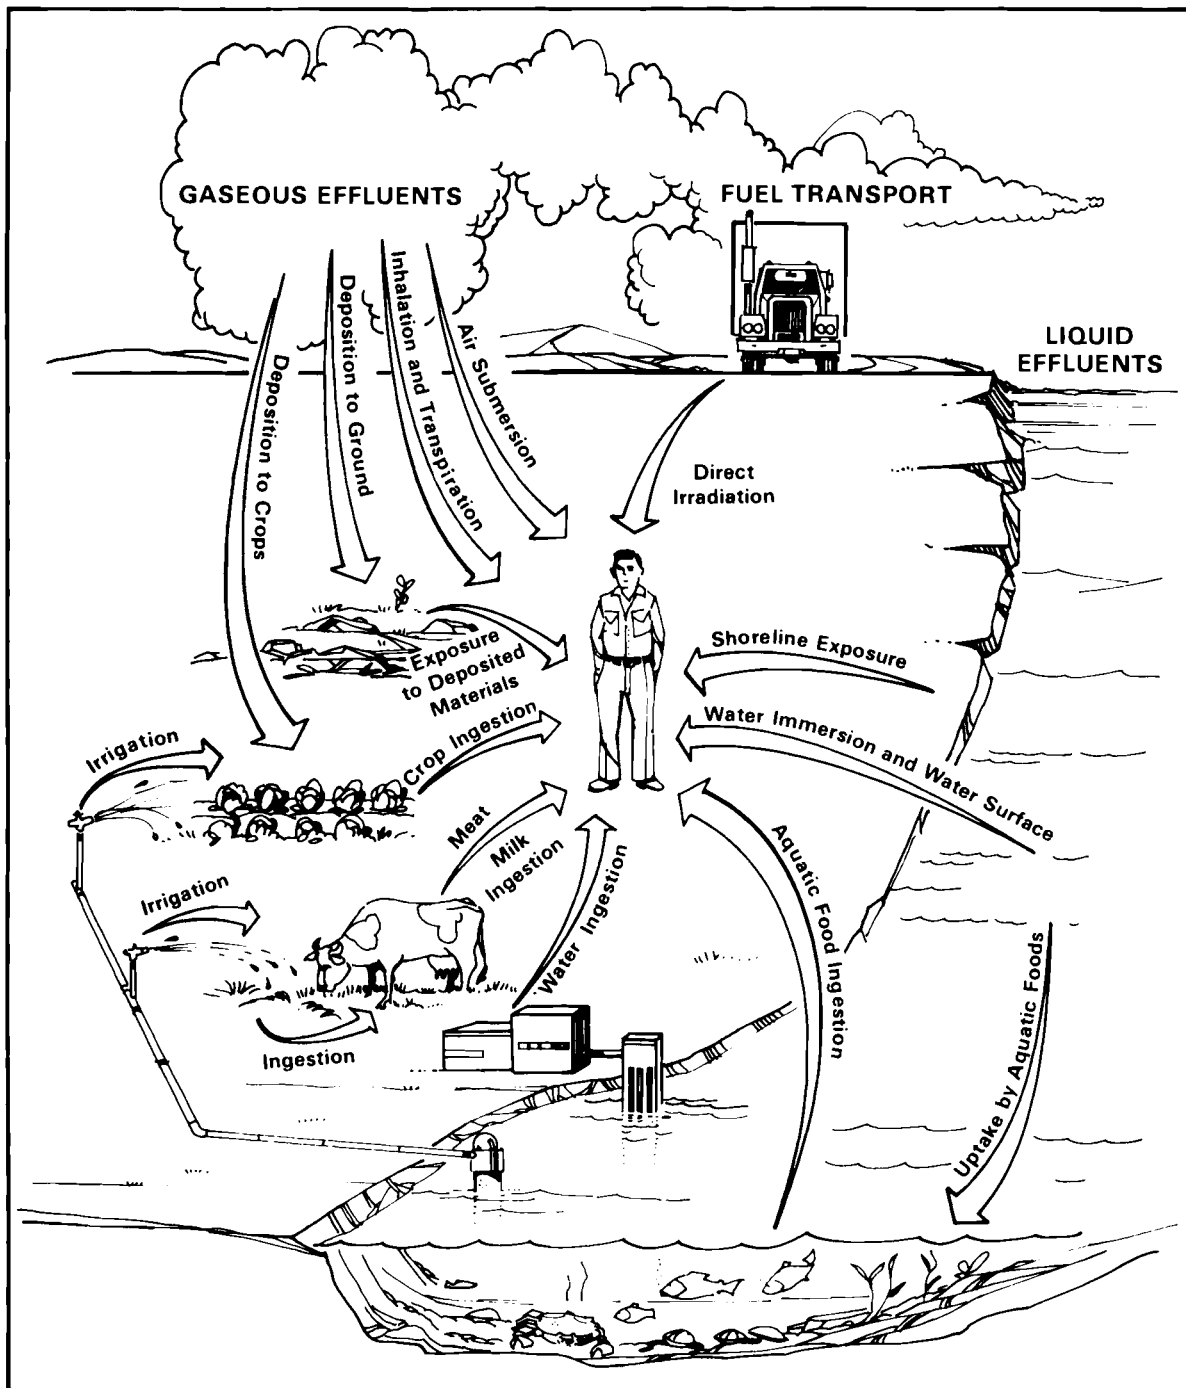 GASEOUS EFFLUENTS
FUEL TRANSPORT
LIQUID
EFFLUENTS
Deposition to Crops
Deposition to Ground
Inhalation and Transpiration
Air Submersion
Direct
Irradiation
Exposure
to Deposited
Materials
Shoreline Exposure
Water Immersion and Water Surface
Irrigation
Crop Ingestion
Meat
Milk
Ingestion
Water Ingestion
Aquatic Food Ingestion
Irrigation
Ingestion
Uptake by Aquatic Foods